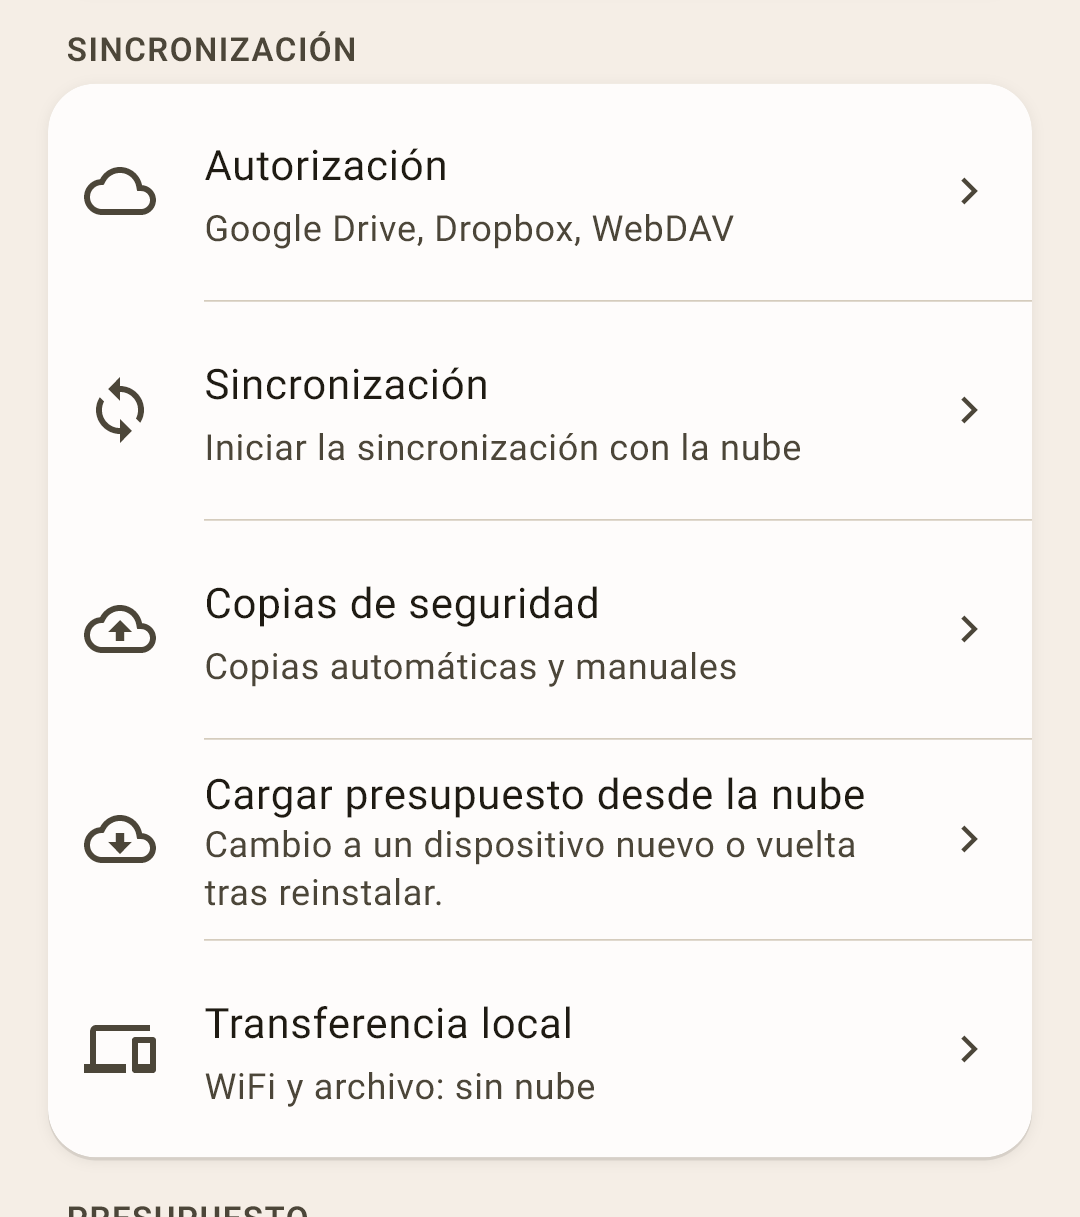 SINCRONIZACIÓN
Autorización
Google Drive, Dropbox, WebDAV
Sincronización
Iniciar la sincronización con la nube
Copias de seguridad
Copias automáticas y manuales
Cargar presupuesto desde la nube
Cambio a un dispositivo nuevo o vuelta
tras reinstalar.
Transferencia local
WiFi y archivo: sin nube
PRESUPUESTO